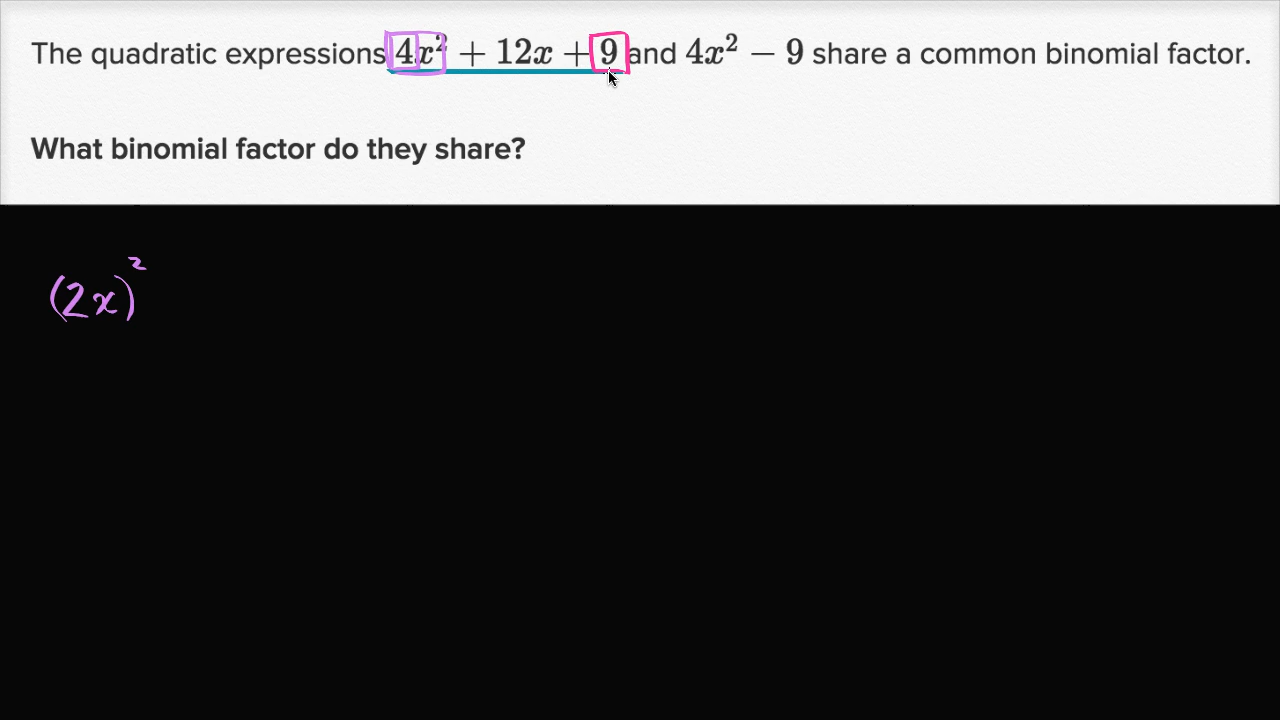 The quadratic expressions 4x² + 12x + 9 and 4x² − 9 share a common binomial factor.
What binomial factor do they share?
(2x)²